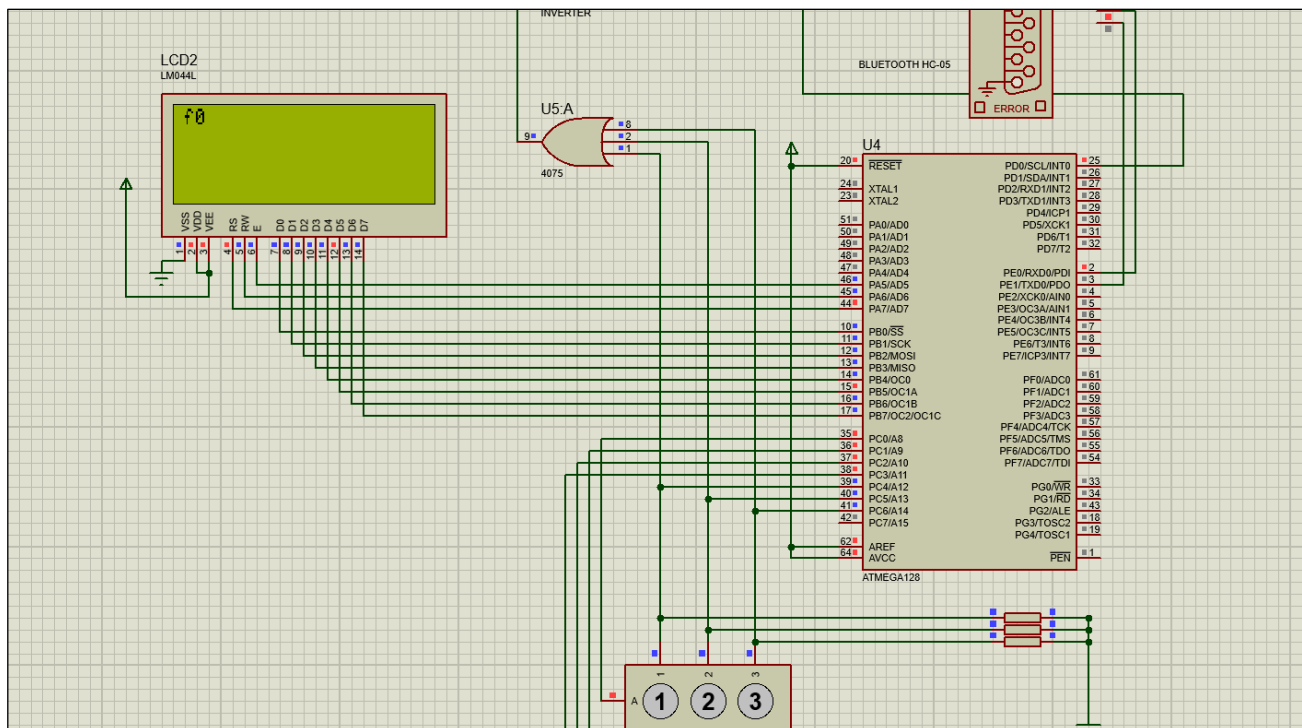 INVERTER
LCD2
LM044L
f0
VSS
VDD
VEE
RS
RW
E
D0
D1
D2
D3
D4
D5
D6
D7
1
2
3
4
5
6
7
8
9
10
11
12
13
14
U5:A
9
8
2
1
4075
BLUETOOTH HC-05
ERROR
U4
20 RESET
24 XTAL1
23 XTAL2
51 PA0/AD0
50 PA1/AD1
49 PA2/AD2
48 PA3/AD3
47 PA4/AD4
46 PA5/AD5
45 PA6/AD6
44 PA7/AD7
10 PB0/SS
11 PB1/SCK
12 PB2/MOSI
13 PB3/MISO
14 PB4/OC0
15 PB5/OC1A
16 PB6/OC1B
17 PB7/OC2/OC1C
35 PC0/A8
36 PC1/A9
37 PC2/A10
38 PC3/A11
39 PC4/A12
40 PC5/A13
41 PC6/A14
42 PC7/A15
62 AREF
64 AVCC
PD0/SCL/INT0 25
PD1/SDA/INT1 26
PD2/RXD1/INT2 27
PD3/TXD1/INT3 28
PD4/ICP1 29
PD5/XCK1 30
PD6/T1 31
PD7/T2 32
PE0/RXD0/PDI 2
PE1/TXD0/PDO 3
PE2/XCK0/AIN0 4
PE3/OC3A/AIN1 5
PE4/OC3B/INT4 6
PE5/OC3C/INT5 7
PE6/T3/INT6 8
PE7/ICP3/INT7 9
PF0/ADC0 61
PF1/ADC1 60
PF2/ADC2 59
PF3/ADC3 58
PF4/ADC4/TCK 57
PF5/ADC5/TMS 56
PF6/ADC6/TDO 55
PF7/ADC7/TDI 54
PG0/WR 33
PG1/RD 34
PG2/ALE 43
PG3/TOSC2 18
PG4/TOSC1 19
PEN 1
ATMEGA128
1
2
3
A
1 2 3